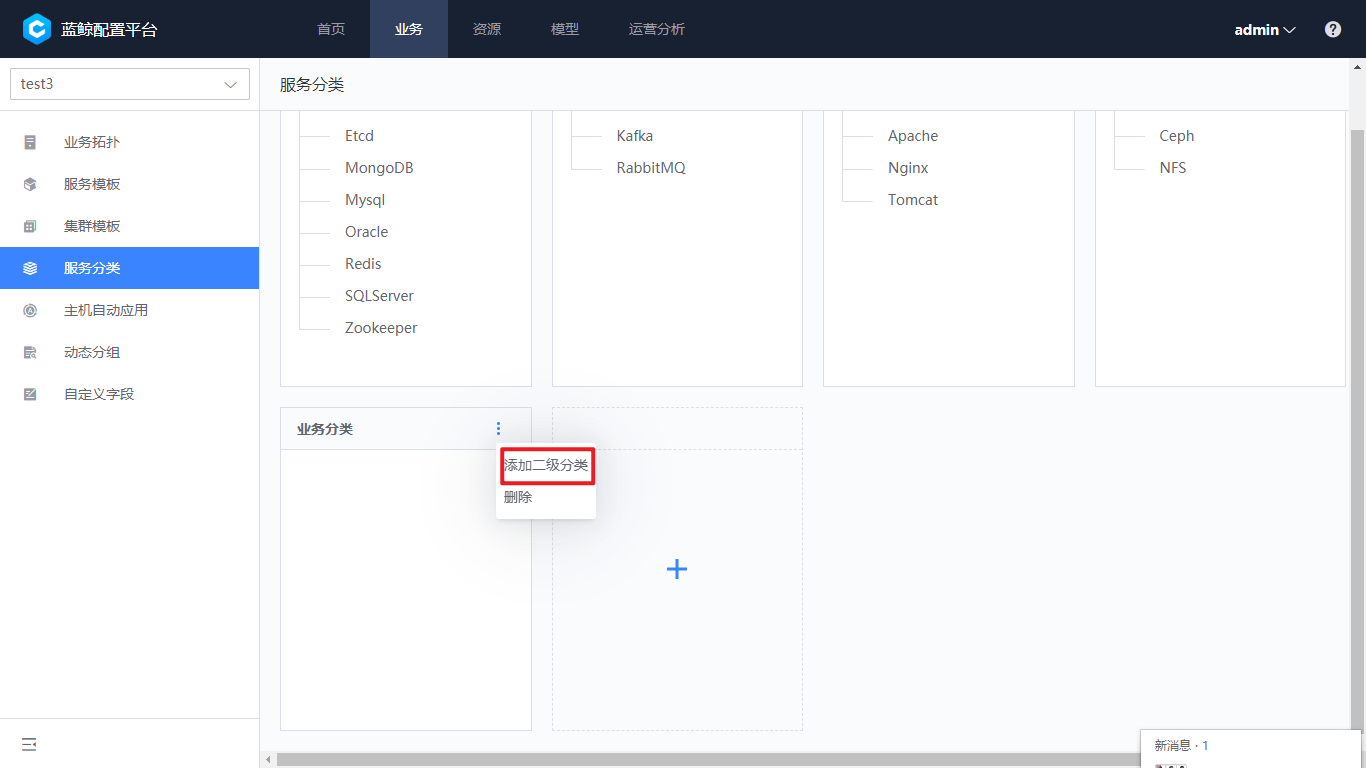 蓝鲸配置平台
首页 业务 资源 模型 运营分析
admin
test3
服务分类
业务拓扑
服务模板
集群模板
服务分类
主机自动应用
动态分组
自定义字段
Etcd
MongoDB
Mysql
Oracle
Redis
SQLServer
Zookeeper
Kafka
RabbitMQ
Apache
Nginx
Tomcat
Ceph
NFS
业务分类
添加二级分类
删除
新消息 · 1